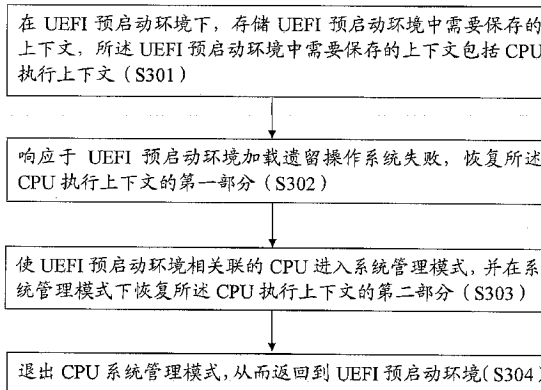 在 UEFI 预启动环境下，存储 UEFI 预启动环境中需要保存的
上下文，所述 UEFI 预启动环境中需要保存的上下文包括 CPU
执行上下文（S301）
响应于 UEFI 预启动环境加载遗留操作系统失败，恢复所述
CPU 执行上下文的第一部分（S302）
使 UEFI 预启动环境相关联的 CPU 进入系统管理模式，并在系
统管理模式下恢复所述 CPU 执行上下文的第二部分（S303）
退出 CPU 系统管理模式，从而返回到 UEFI 预启动环境（S304）